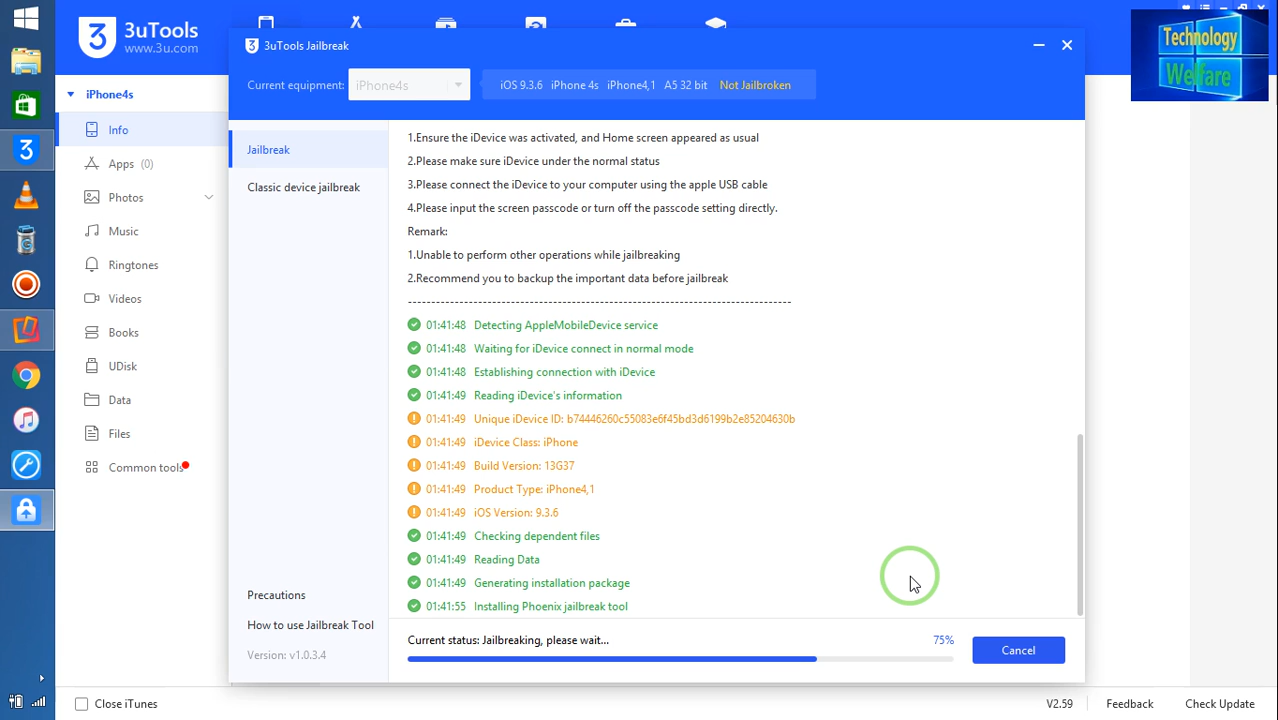 3uTools
www.3u.com
3uTools Jailbreak
Technology
Welfare
Current equipment: iPhone4s iOS 9.3.6 iPhone 4s iPhone4,1 A5 32 bit Not Jailbroken
iPhone4s
Info
Apps (0)
Photos
Music
Ringtones
Videos
Books
UDisk
Data
Files
Common tools
Jailbreak
Classic device jailbreak
Precautions
How to use Jailbreak Tool
Version: v1.0.3.4
1.Ensure the iDevice was activated, and Home screen appeared as usual
2.Please make sure iDevice under the normal status
3.Please connect the iDevice to your computer using the apple USB cable
4.Please input the screen passcode or turn off the passcode setting directly.
Remark:
1.Unable to perform other operations while jailbreaking
2.Recommend you to backup the important data before jailbreak
--------------------------------------------------------------------------------
01:41:48 Detecting AppleMobileDevice service
01:41:48 Waiting for iDevice connect in normal mode
01:41:48 Establishing connection with iDevice
01:41:49 Reading iDevice's information
01:41:49 Unique iDevice ID: b74446260c55083e6f45bd3d6199b2e85204630b
01:41:49 iDevice Class: iPhone
01:41:49 Build Version: 13G37
01:41:49 Product Type: iPhone4,1
01:41:49 iOS Version: 9.3.6
01:41:49 Checking dependent files
01:41:49 Reading Data
01:41:49 Generating installation package
01:41:55 Installing Phoenix jailbreak tool
Current status: Jailbreaking, please wait... 75%
Cancel
Close iTunes
V2.59 Feedback Check Update